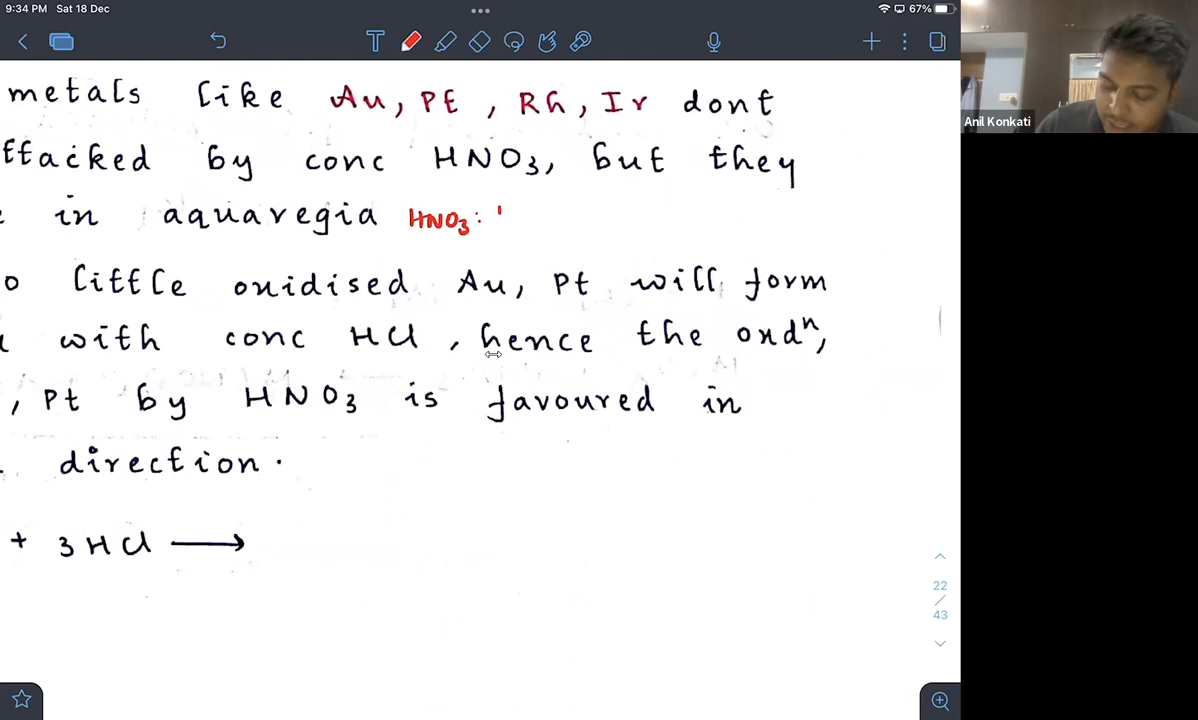 9:34 PM Sat 18 Dec
67%
Anil Konkati
metals like Au, Pt, Rh, Ir dont
ttacked by conc HNO3, but they
e in aquaregia HNO3:
o little oxidised Au, Pt will form
with conc HCl, hence the oxdⁿ,
, Pt by HNO3 is favoured in
direction.
+ 3HCl ⟶
22
/
43